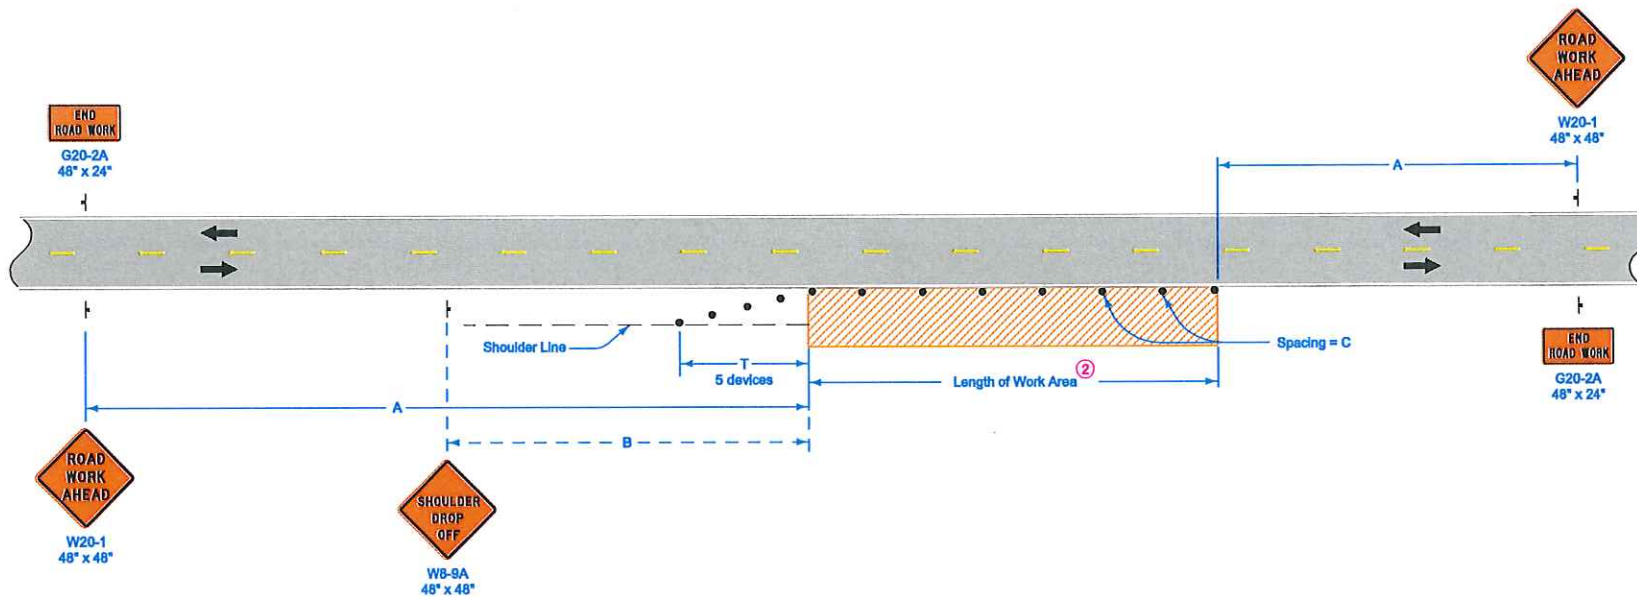 ROAD
WORK
AHEAD
W20-1
48" x 48"
END
ROAD WORK
G20-2A
48" x 24"
A
Shoulder Line
T
5 devices
Length of Work Area ②
Spacing = C
END
ROAD WORK
G20-2A
48" x 24"
A
B
ROAD
WORK
AHEAD
W20-1
48" x 48"
SHOULDER
DROP
OFF
W8-9A
48" x 48"